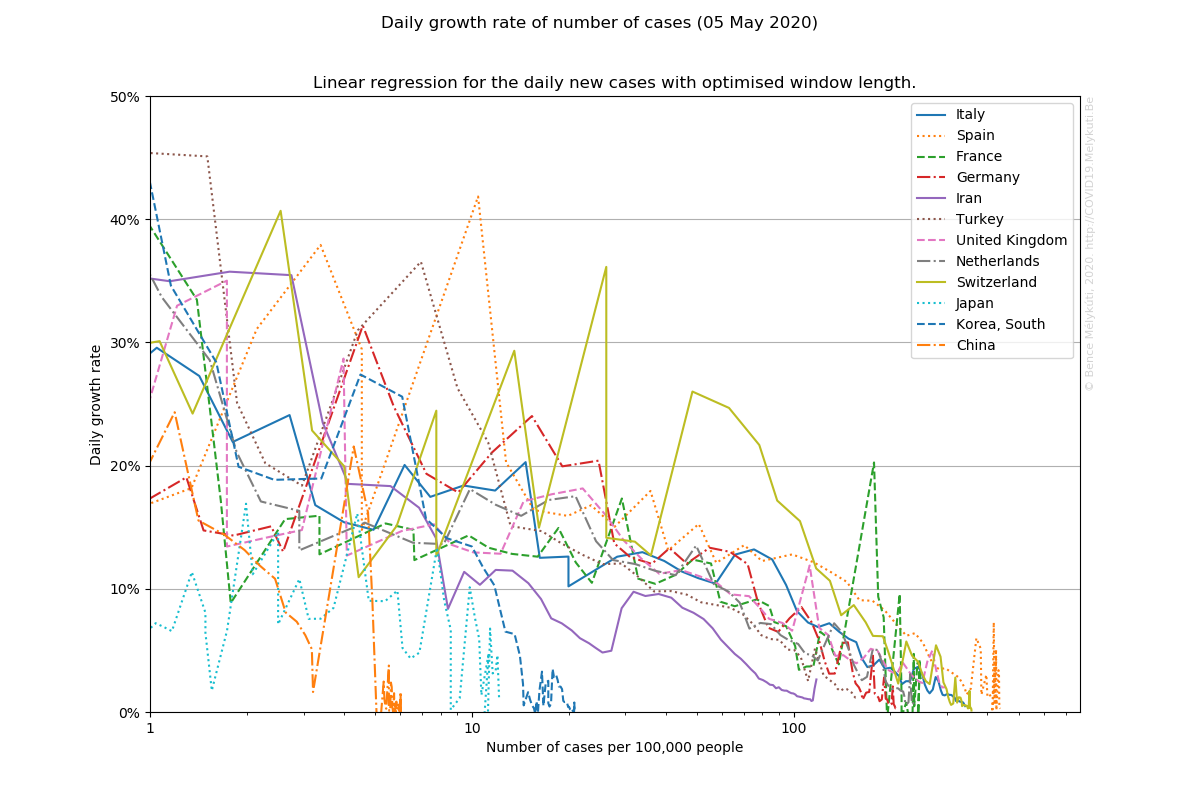 Daily growth rate of number of cases (05 May 2020)
Linear regression for the daily new cases with optimised window length.
50%
40%
30%
20%
10%
0%
Daily growth rate
1
10
100
Number of cases per 100,000 people
Italy
Spain
France
Germany
Iran
Turkey
United Kingdom
Netherlands
Switzerland
Japan
Korea, South
China
© Bence Mélykúti, 2020. http://COVID19.Melykuti.Be